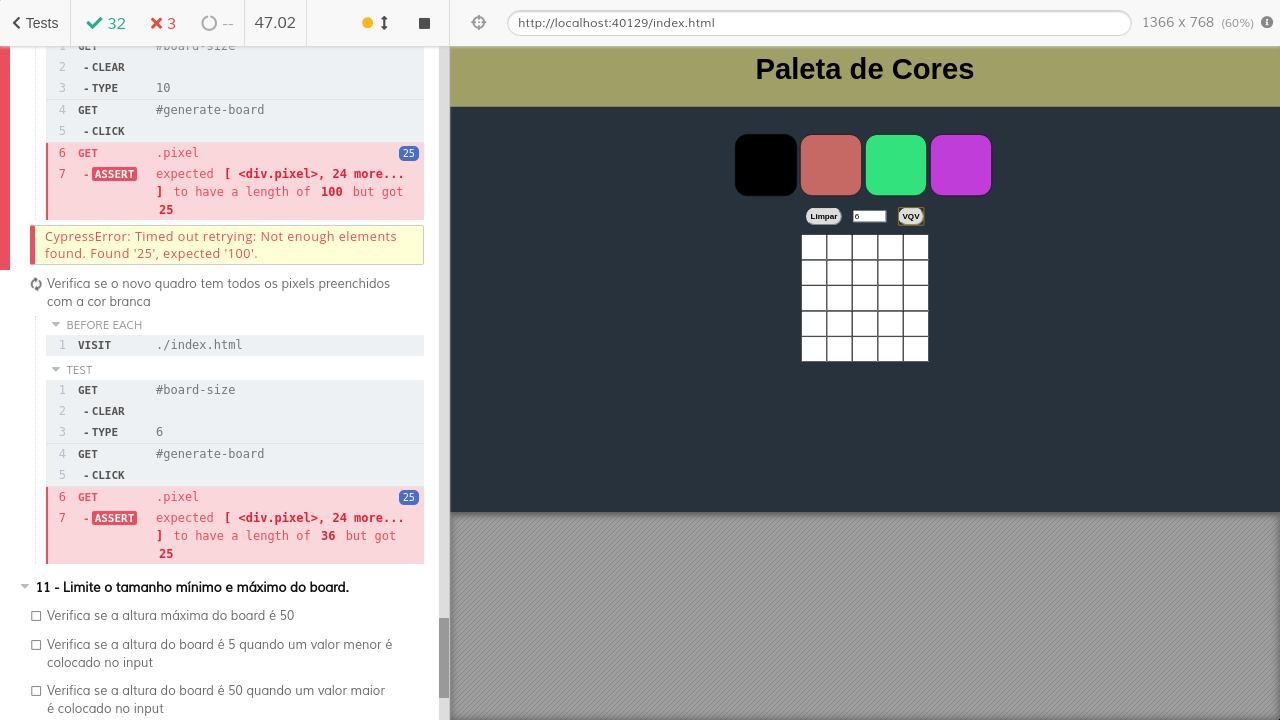 Tests 32 3 -- 47.02
http://localhost:40129/index.html 1366 x 768 (60%)
1 GET #board-size
2 - CLEAR
3 - TYPE 10
4 GET #generate-board
5 - CLICK
6 GET .pixel 25
7 - ASSERT expected [ <div.pixel>, 24 more...
] to have a length of 100 but got
25
CypressError: Timed out retrying: Not enough elements
found. Found '25', expected '100'.
Verifica se o novo quadro tem todos os pixels preenchidos
com a cor branca
BEFORE EACH
1 VISIT ./index.html
TEST
1 GET #board-size
2 - CLEAR
3 - TYPE 6
4 GET #generate-board
5 - CLICK
6 GET .pixel 25
7 - ASSERT expected [ <div.pixel>, 24 more...
] to have a length of 36 but got
25
11 - Limite o tamanho mínimo e máximo do board.
Verifica se a altura máxima do board é 50
Verifica se a altura do board é 5 quando um valor menor é
colocado no input
Verifica se a altura do board é 50 quando um valor maior
é colocado no input
Paleta de Cores
Limpar 6 VQV